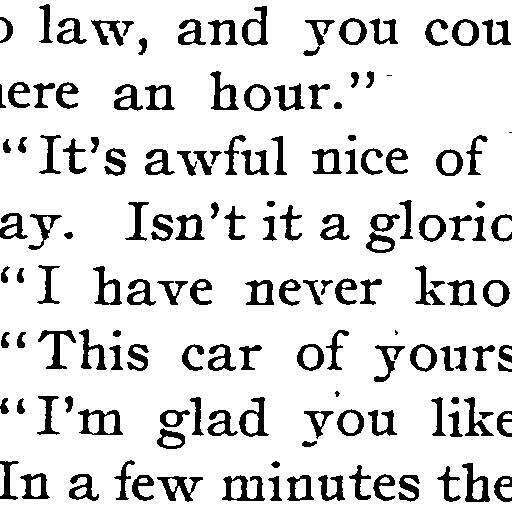 law, and you cou
ere an hour."
"It's awful nice of
ay. Isn't it a glorio
"I have never kno
"This car of yours
"I'm glad you like
In a few minutes the